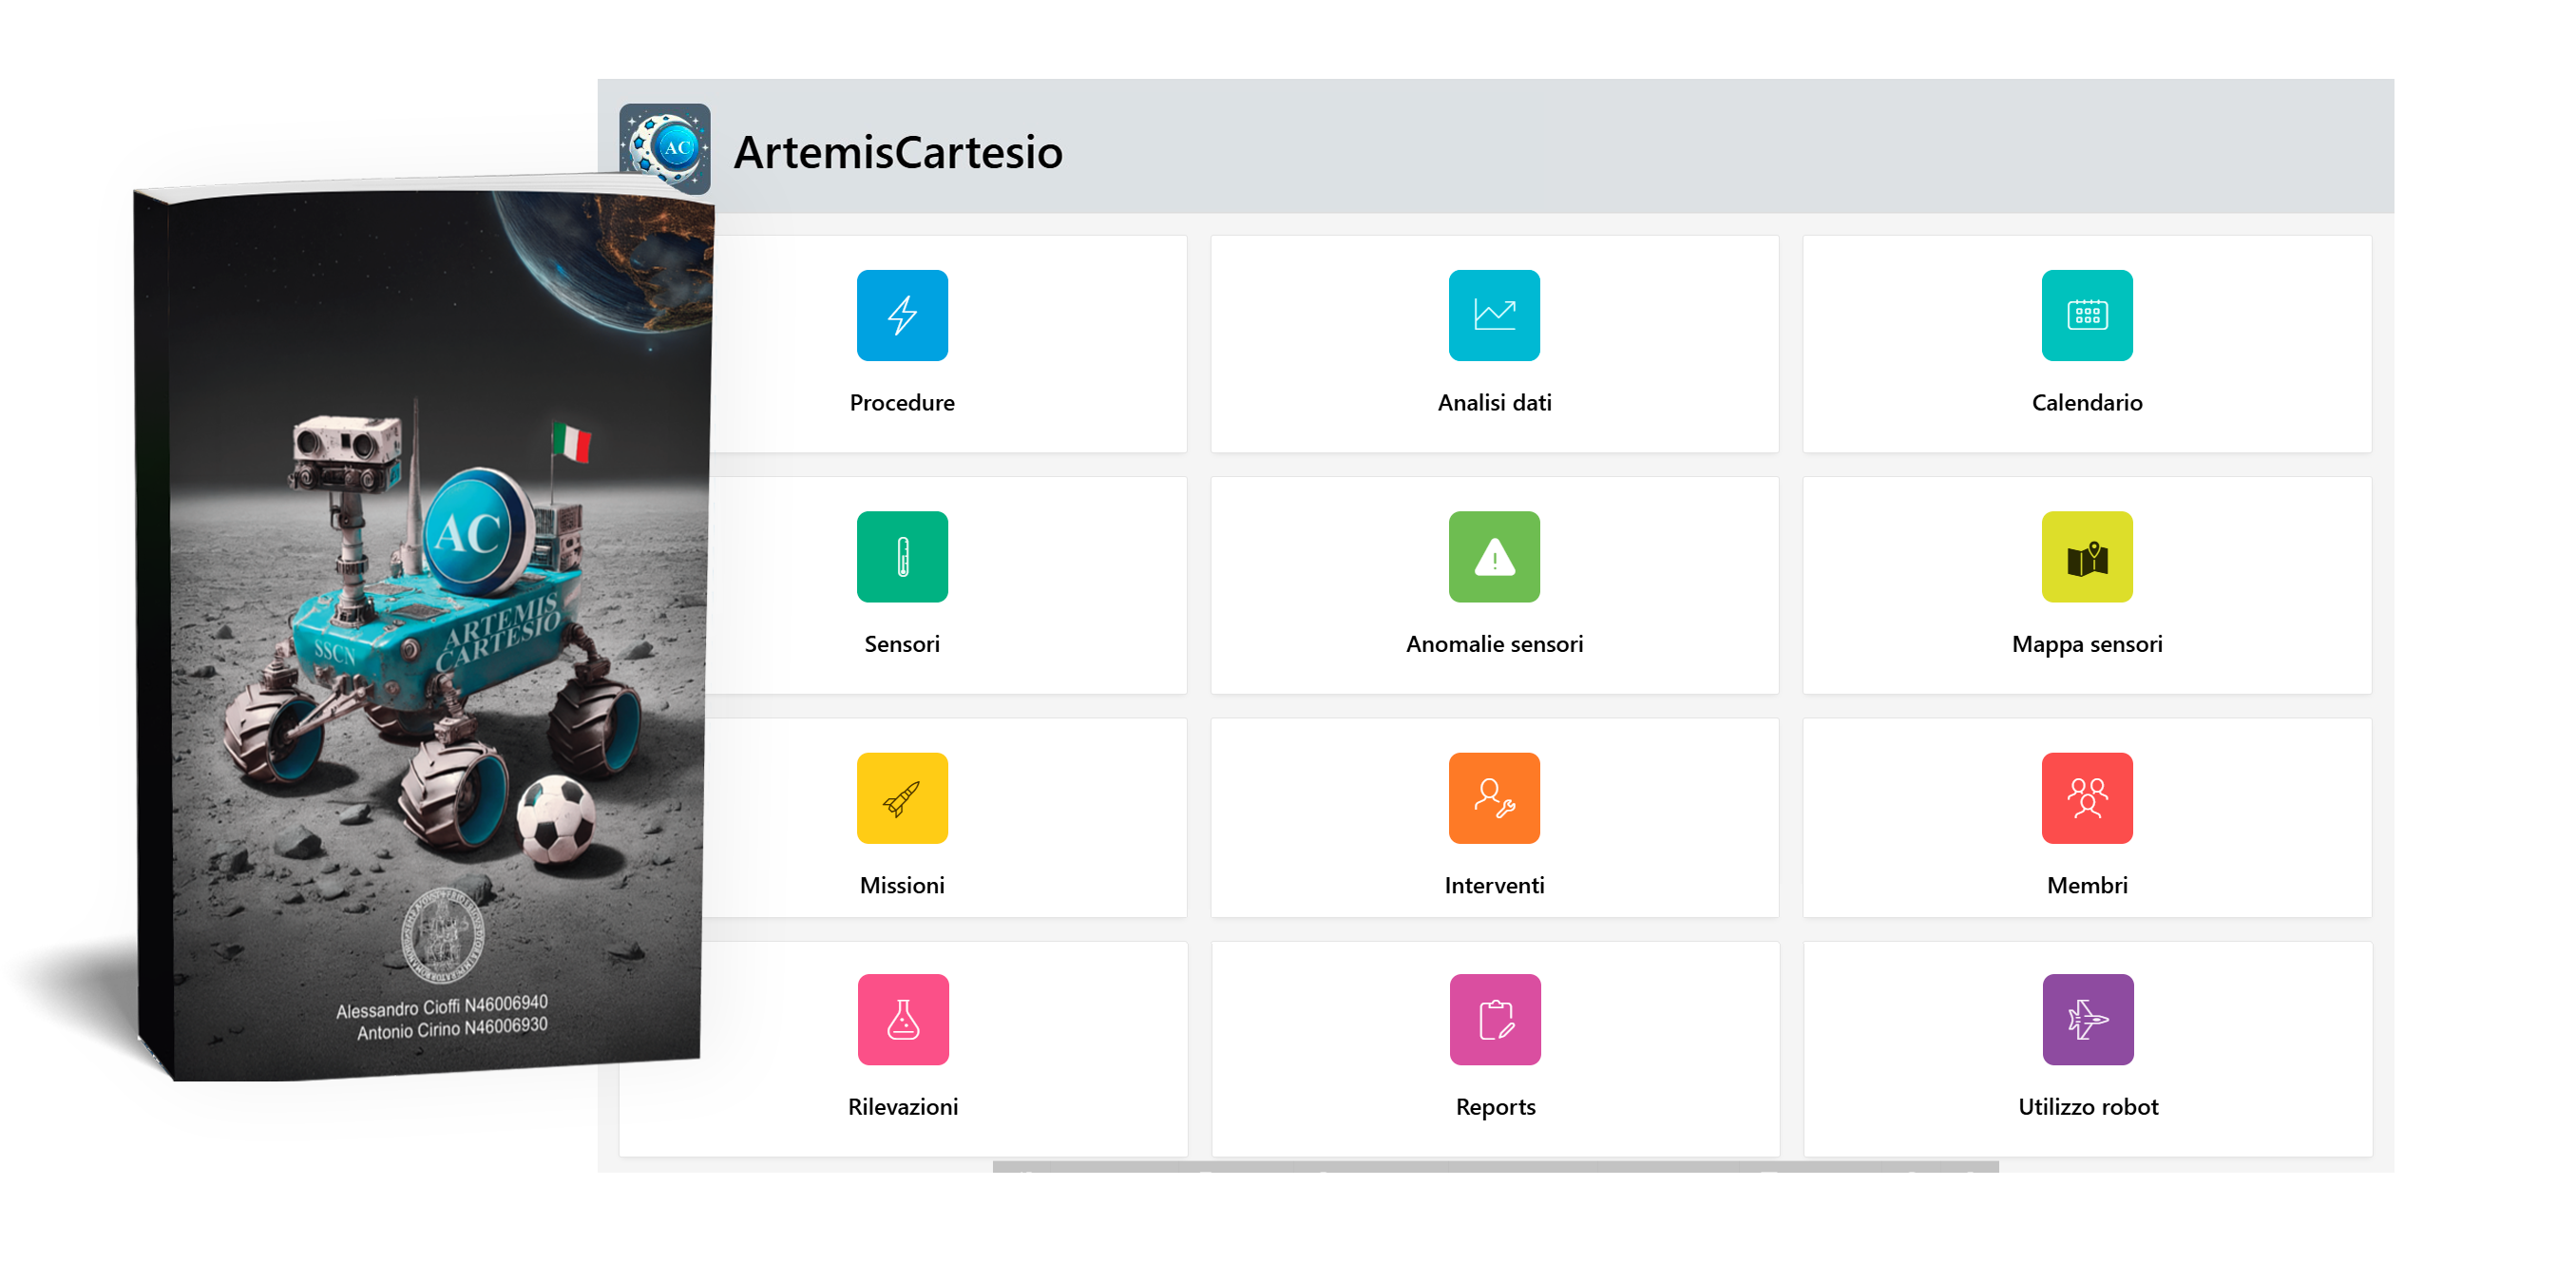 AC
ArtemisCartesio
AC
ARTEMIS
CARTESIO
SSCN
Alessandro Cioffi N46006940
Antonio Cirino N46006930
Procedure
Analisi dati
Calendario
Sensori
Anomalie sensori
Mappa sensori
Missioni
Interventi
Membri
Rilevazioni
Reports
Utilizzo robot